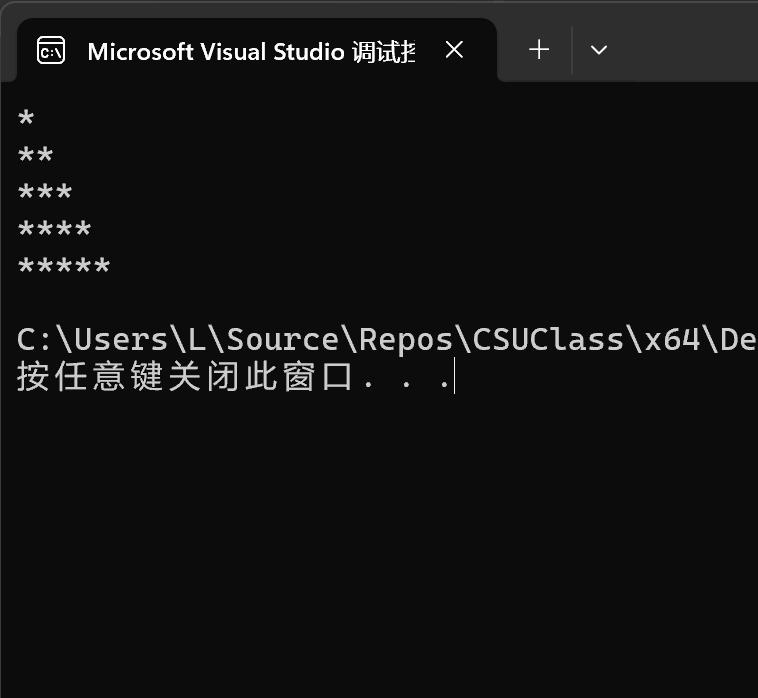 Microsoft Visual Studio 调试控
*
**
***
****
*****
C:\Users\L\Source\Repos\CSUClass\x64\De
按任意键关闭此窗口. . .